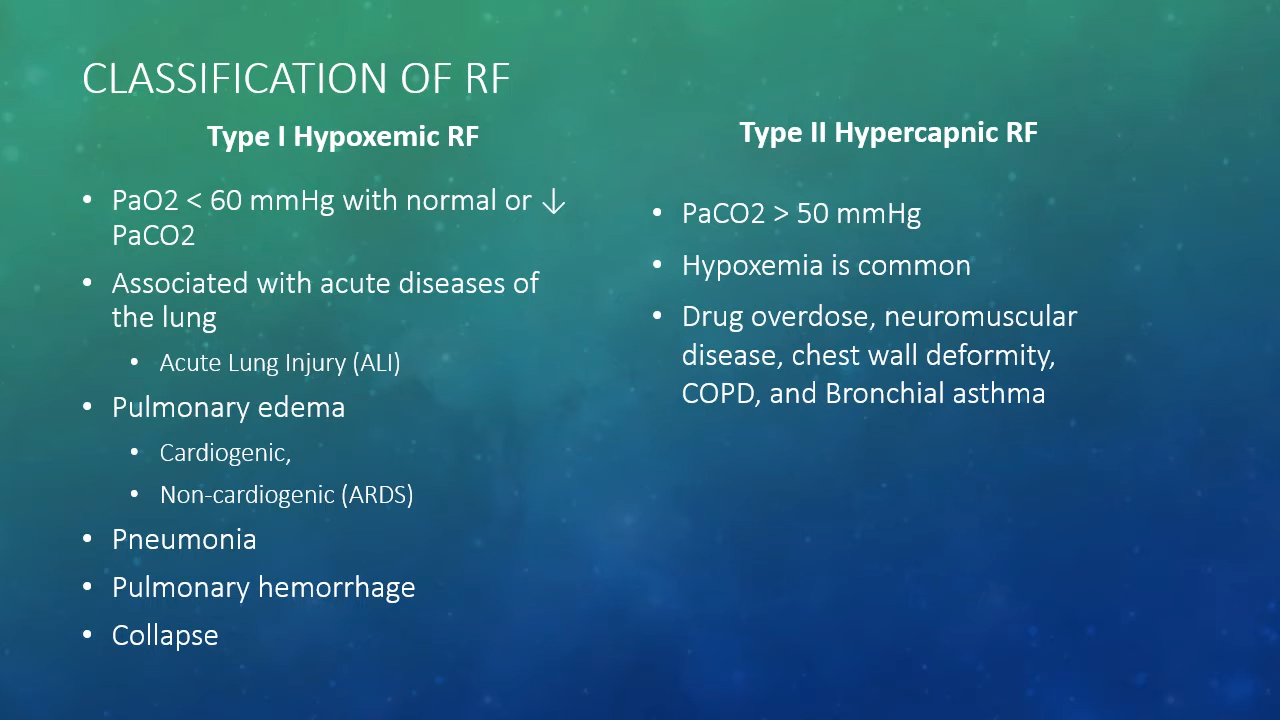 CLASSIFICATION OF RF
Type I Hypoxemic RF
• PaO2 < 60 mmHg with normal or ↓
PaCO2
• Associated with acute diseases of
the lung
• Acute Lung Injury (ALI)
• Pulmonary edema
• Cardiogenic,
• Non-cardiogenic (ARDS)
• Pneumonia
• Pulmonary hemorrhage
• Collapse
Type II Hypercapnic RF
• PaCO2 > 50 mmHg
• Hypoxemia is common
• Drug overdose, neuromuscular
disease, chest wall deformity,
COPD, and Bronchial asthma